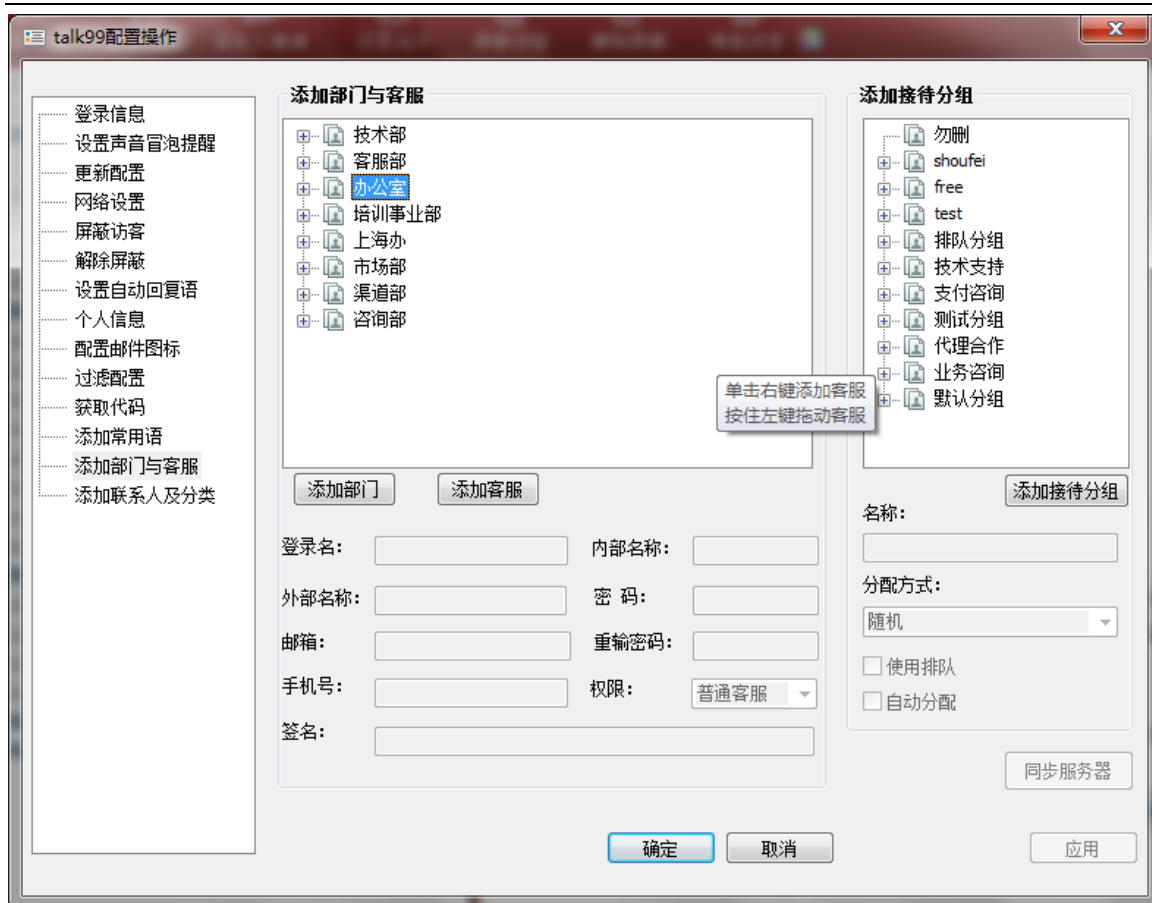 talk99配置操作
登录信息
设置声音冒泡提醒
更新配置
网络设置
屏蔽访客
解除屏蔽
设置自动回复语
个人信息
配置邮件图标
过滤配置
获取代码
添加常用语
添加部门与客服
添加联系人及分类
添加部门与客服
技术部
客服部
办公室
培训事业部
上海办
市场部
渠道部
咨询部
单击右键添加客服
按住左键拖动客服
添加部门
添加客服
登录名：
内部名称：
外部名称：
密 码：
邮箱：
重输密码：
手机号：
权限：
普通客服
签名：
添加接待分组
勿删
shoufei
free
test
排队分组
技术支持
支付咨询
测试分组
代理合作
业务咨询
默认分组
添加接待分组
名称：
分配方式：
随机
使用排队
自动分配
同步服务器
确定
取消
应用